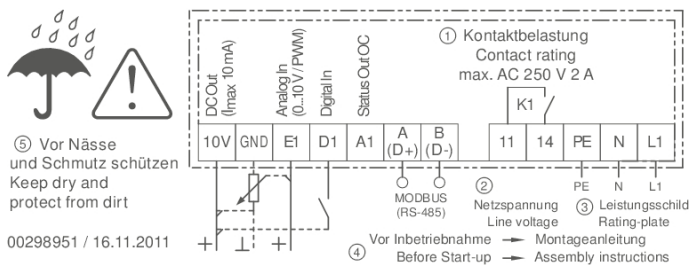 ① Kontaktbelastung
Contact rating
max. AC 250 V 2 A
DC Out
(Imax 10 mA)
Analog In
(0...10 V / PWM)
Digital In
Status Out OC
K1
10V GND E1 D1 A1 A (D+) B (D-) 11 14 PE N L1
MODBUS
(RS-485)
PE N L1
⑤ Vor Nässe
und Schmutz schützen
Keep dry and
protect from dirt
② Netzspannung
Line voltage
③ Leistungsschild
Rating-plate
00298951 / 16.11.2011
④ Vor Inbetriebnahme → Montageanleitung
Before Start-up → Assembly instructions